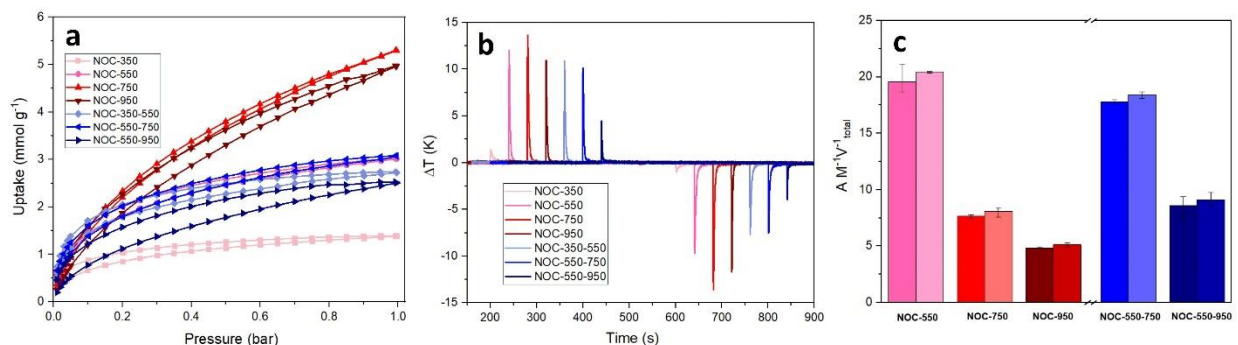 a
6
5
4
3
2
1
0
Uptake (mmol g⁻¹)
NOC-350
NOC-550
NOC-750
NOC-950
NOC-350-550
NOC-550-750
NOC-550-950
0.0 0.2 0.4 0.6 0.8 1.0
Pressure (bar)
b
15
10
5
0
-5
-10
-15
ΔT (K)
NOC-350
NOC-550
NOC-750
NOC-950
NOC-350-550
NOC-550-750
NOC-550-950
200 300 400 500 600 700 800 900
Time (s)
c
25
20
15
10
5
0
A M⁻¹V⁻¹total
NOC-550 NOC-750 NOC-950 NOC-550-750 NOC-550-950